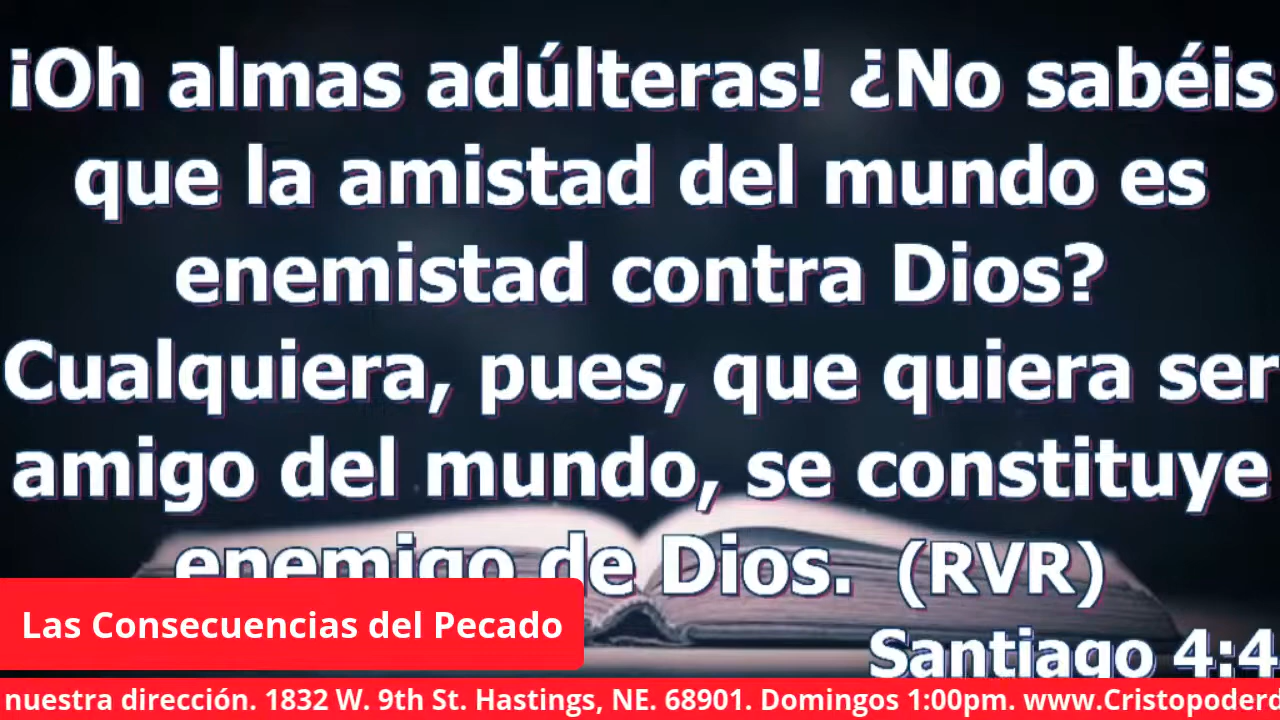 ¡Oh almas adúlteras! ¿No sabéis
que la amistad del mundo es
enemistad contra Dios?
Cualquiera, pues, que quiera ser
amigo del mundo, se constituye
enemigo de Dios. (RVR)
Santiago 4:4
Las Consecuencias del Pecado
nuestra dirección. 1832 W. 9th St. Hastings, NE. 68901. Domingos 1:00pm. www.Cristopoder